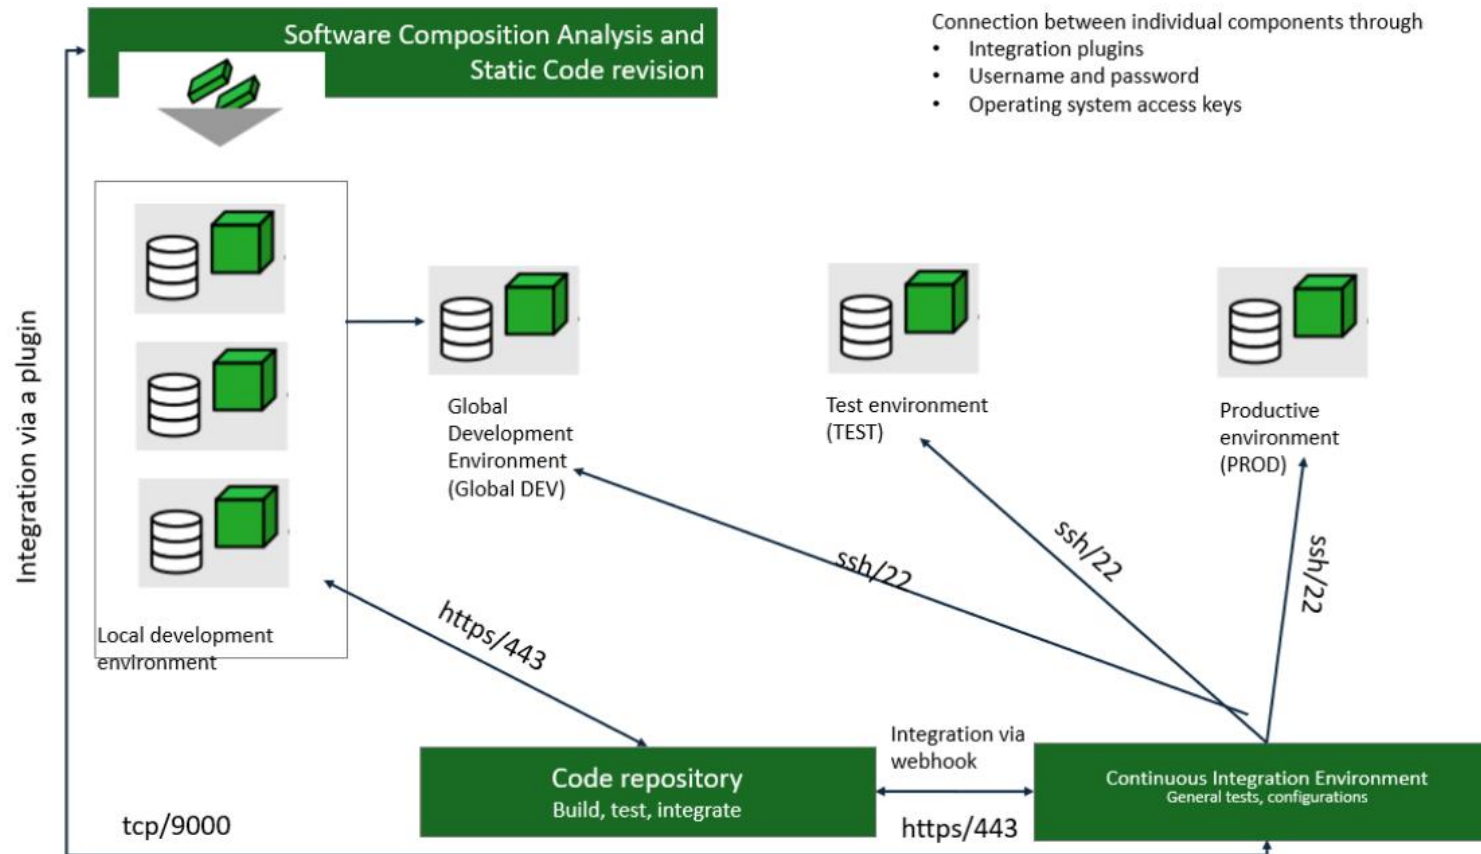 Software Composition Analysis and
Static Code revision
Connection between individual components through
• Integration plugins
• Username and password
• Operating system access keys
Integration via a plugin
Global
Development
Environment
(Global DEV)
Test environment
(TEST)
Productive
environment
(PROD)
Local development
environment
ssh/22
ssh/22
ssh/22
https/443
Integration via
webhook
Code repository
Build, test, integrate
Continuous Integration Environment
General tests, configurations
tcp/9000
https/443